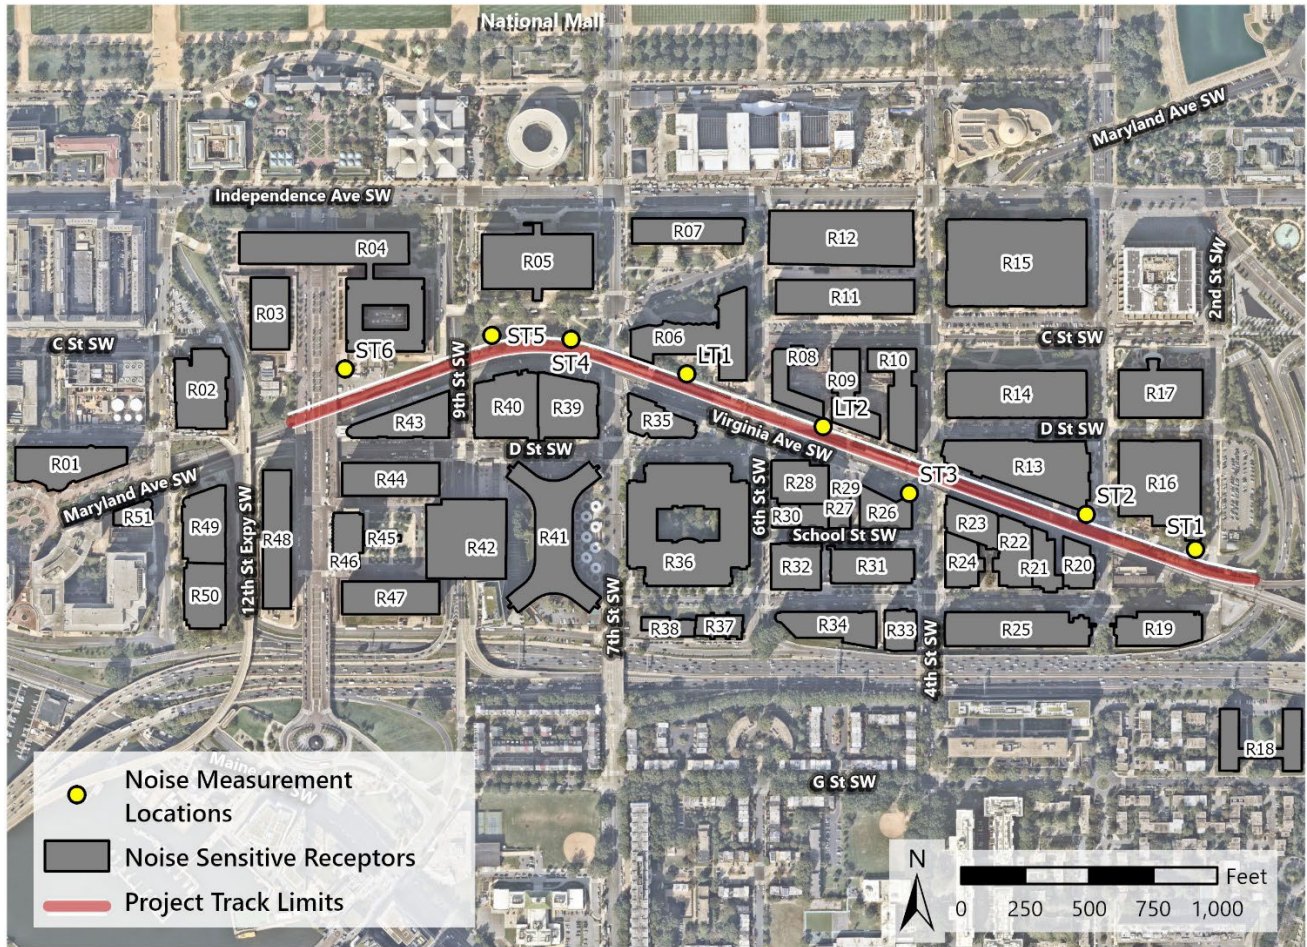 National Mall
Maryland Ave SW
Independence Ave SW
R07
R12
R04
R05
R15
2nd St SW
R03
R11
C St SW
R06
C St SW
ST5
ST4
9th St SW
ST6
LT1
R08
R10
R09
R02
R14
R17
R40
R39
R43
R35
LT2
Virginia Ave SW
D St SW
D St SW
R01
R13
R16
ST3
R44
R28
R29
6th St SW
Maryland Ave SW
12th St Expy SW
R49
R51
R48
R30
R27
R26
ST2
R23
School St SW
R46
R45
R42
R41
R36
R22
ST1
R32
R31
R24
R21
R20
R50
R47
7th St SW
R38
R37
R34
R33
4th St SW
R25
R19
R18
G St SW
Noise Measurement
Locations
Noise Sensitive Receptors
Project Track Limits
N
Feet
0 250 500 750 1,000